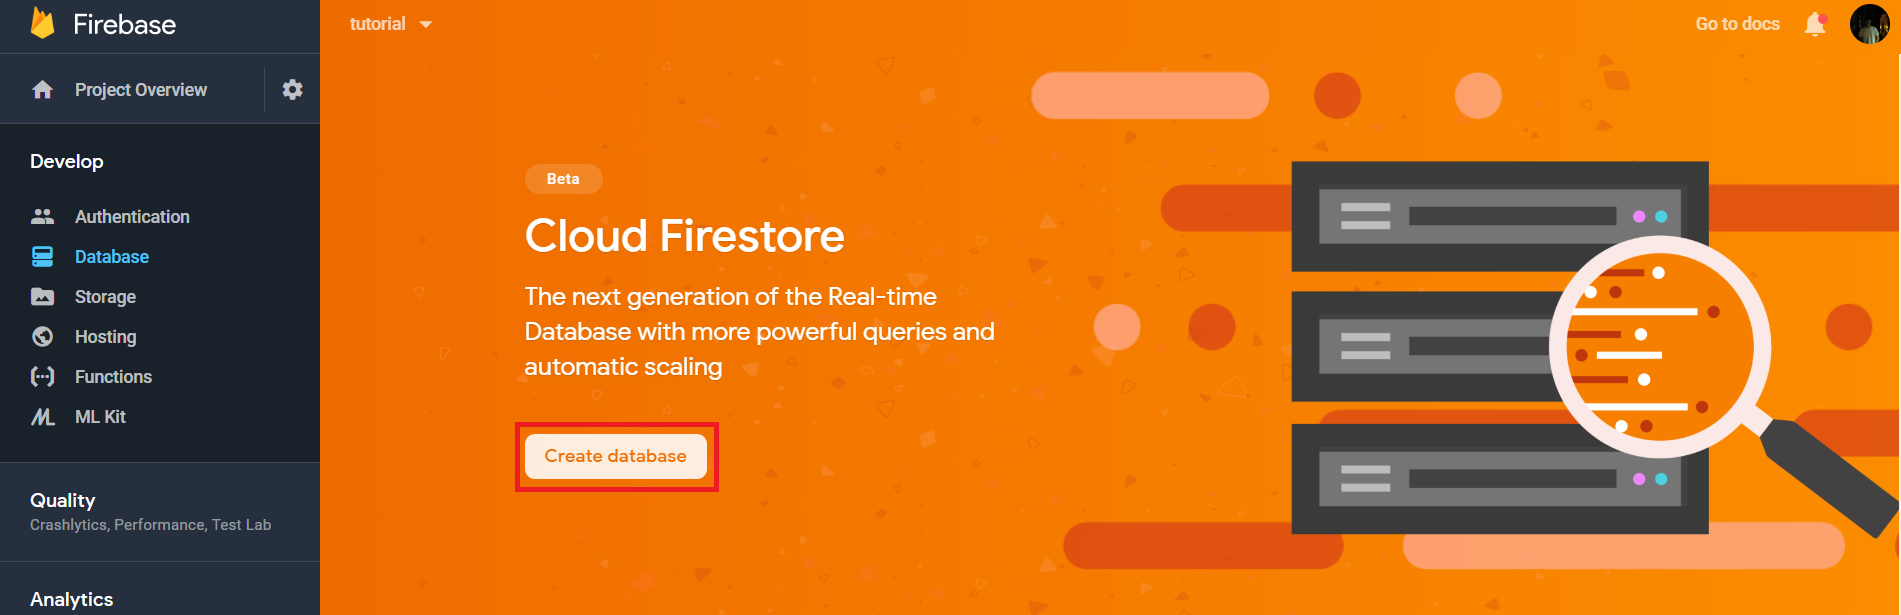 Firebase
tutorial
Go to docs
Project Overview
Develop
Authentication
Database
Storage
Hosting
Functions
ML Kit
Quality
Crashlytics, Performance, Test Lab
Analytics
Beta
Cloud Firestore
The next generation of the Real-time
Database with more powerful queries and
automatic scaling
Create database